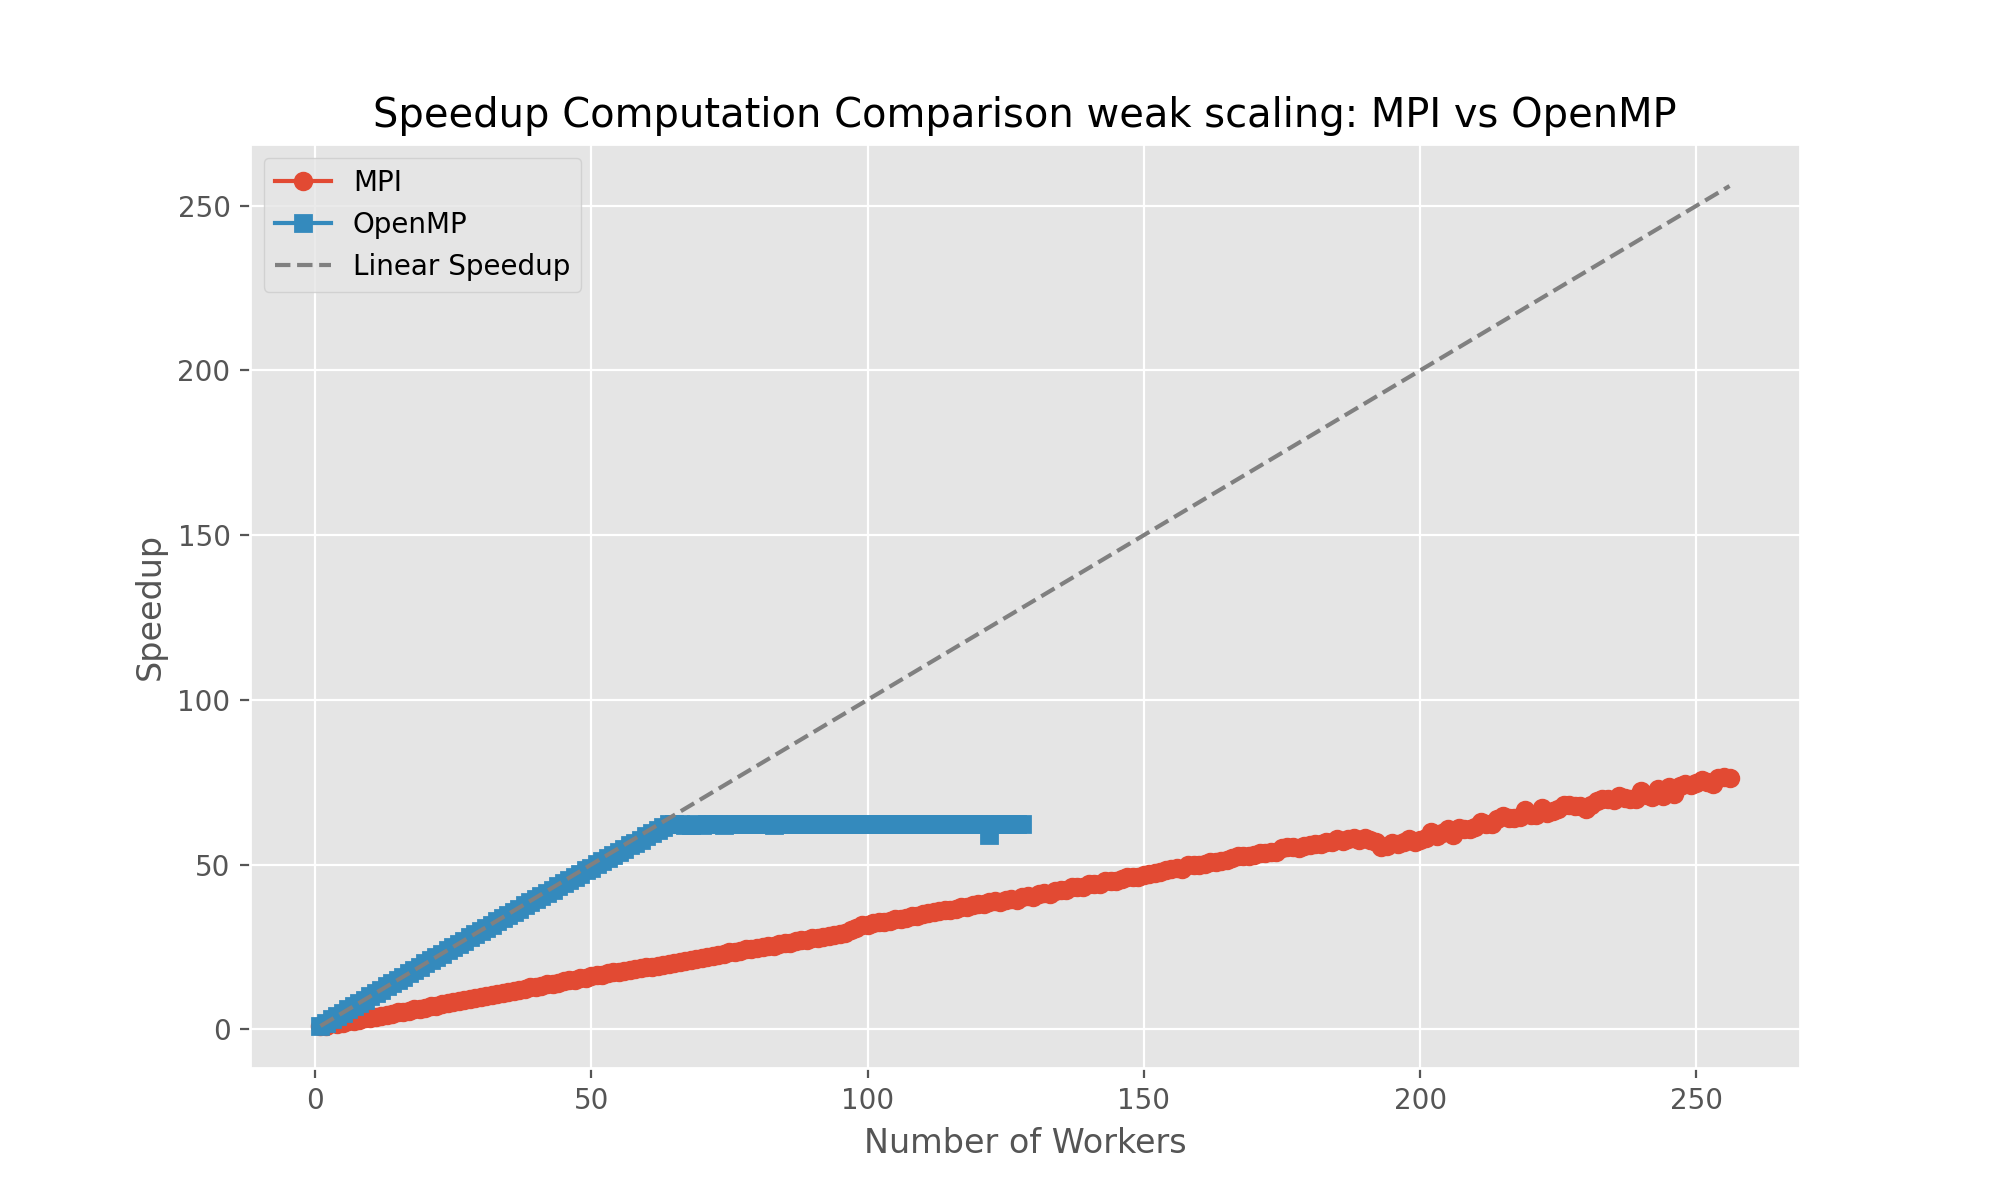 Speedup Computation Comparison weak scaling: MPI vs OpenMP
MPI
OpenMP
Linear Speedup
250
200
150
100
50
0
Speedup
0 50 100 150 200 250
Number of Workers